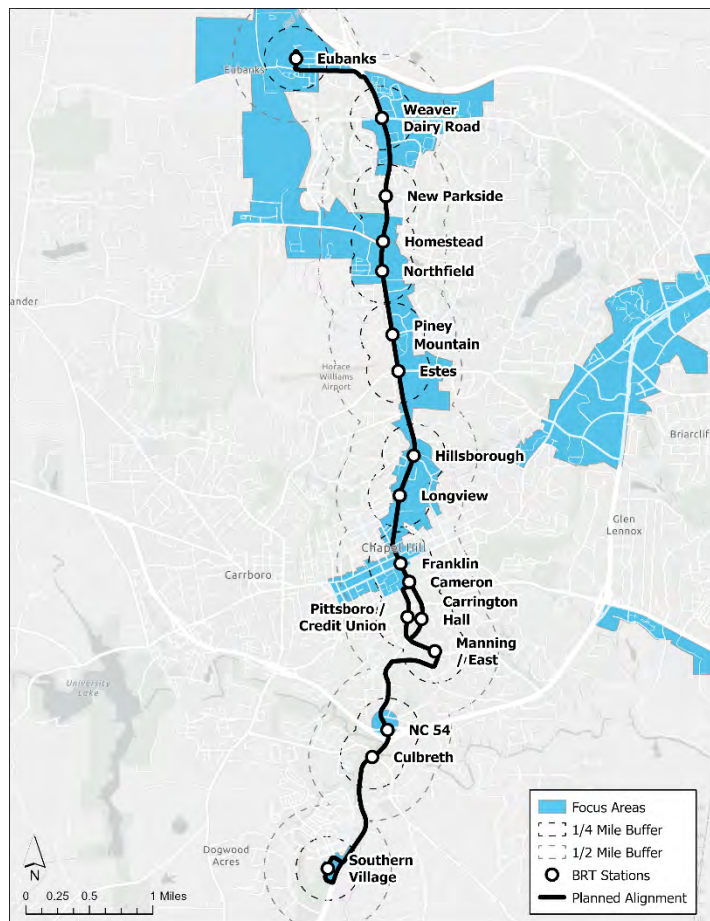 Eubanks
Eubanks
Weaver
Dairy Road
New Parkside
Homestead
Northfield
ander
Piney
Mountain
Horace
Williams
Airport
Estes
Briarclif
Hillsborough
Longview
Glen
Lennox
Chapel Hill
Franklin
Carrboro
Cameron
Pittsboro /
Credit Union
Carrington
Hall
Manning
/ East
University
Lake
NC 54
Culbreth
Dogwood
Acres
Southern
Village
Focus Areas
1/4 Mile Buffer
1/2 Mile Buffer
BRT Stations
Planned Alignment
N
0 0.25 0.5 1 Miles